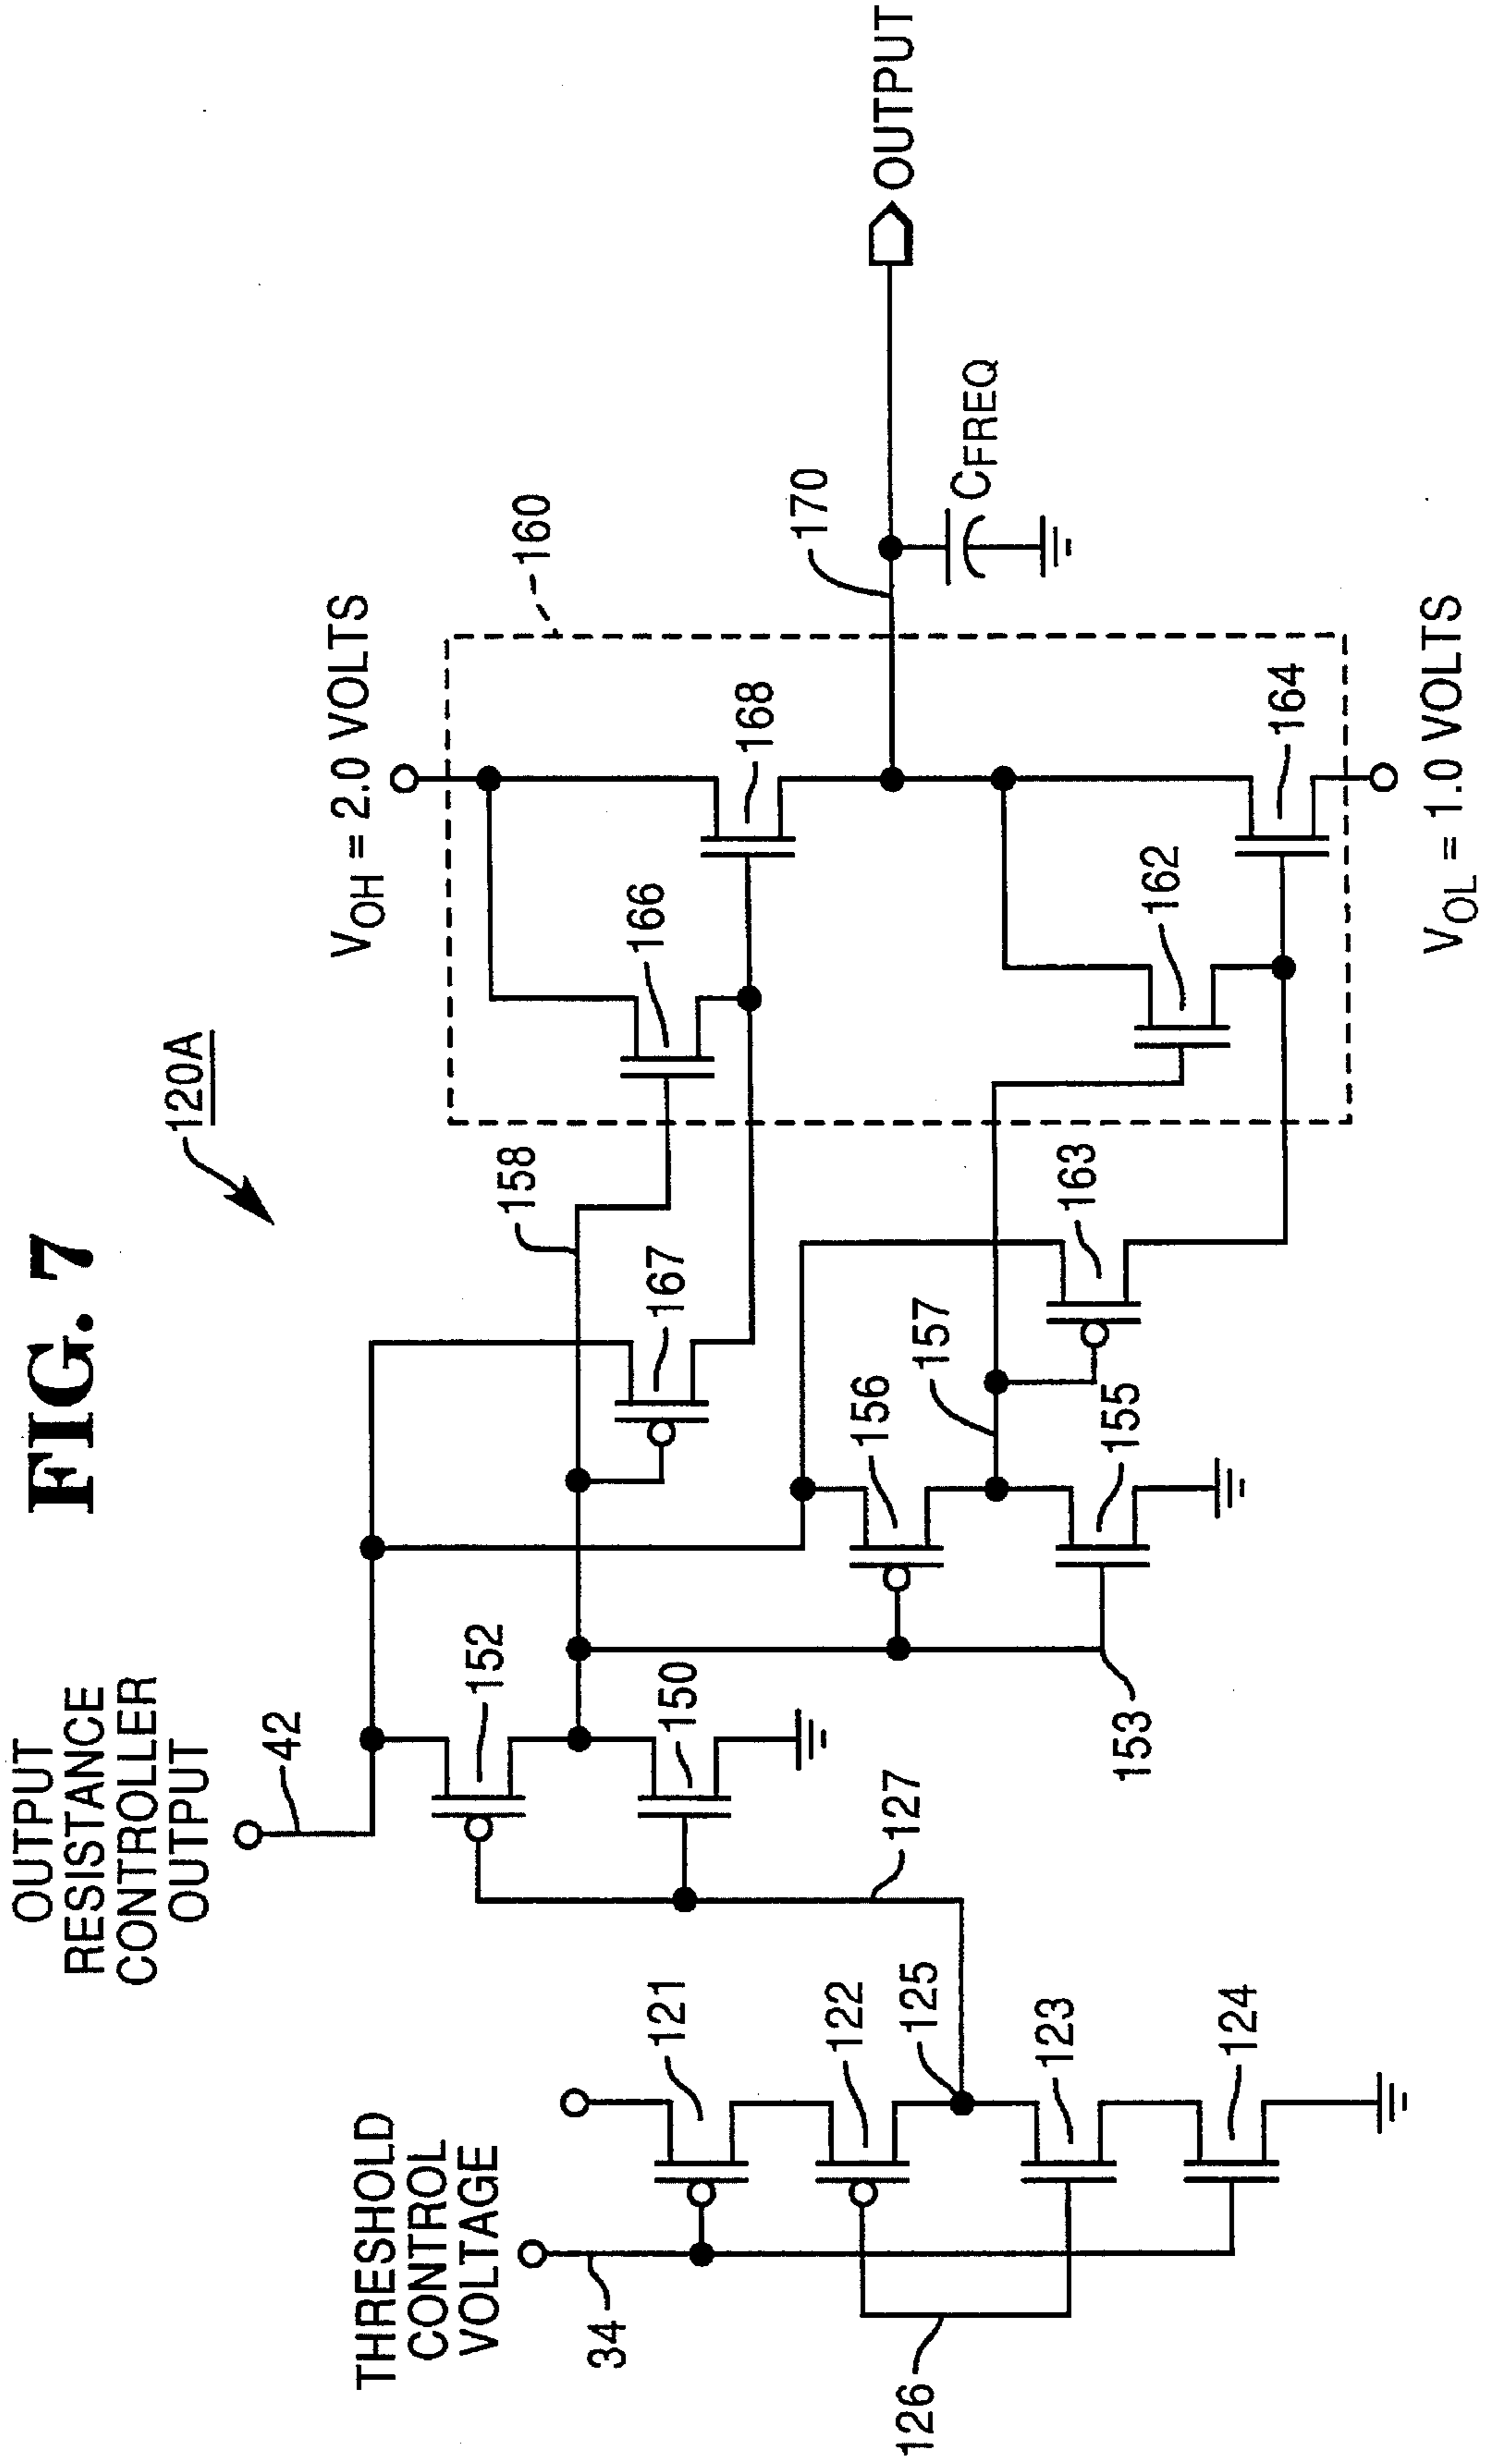 FIG. 7
120A
OUTPUT
RESISTANCE
CONTROLLER
OUTPUT
42
THRESHOLD
CONTROL
VOLTAGE
34
121
122
125
123
124
126
127
152
150
153
156
155
157
158
167
163
166
168
162
164
160
170
V_OH = 2.0 VOLTS
V_OL = 1.0 VOLTS
C_FREQ
OUTPUT